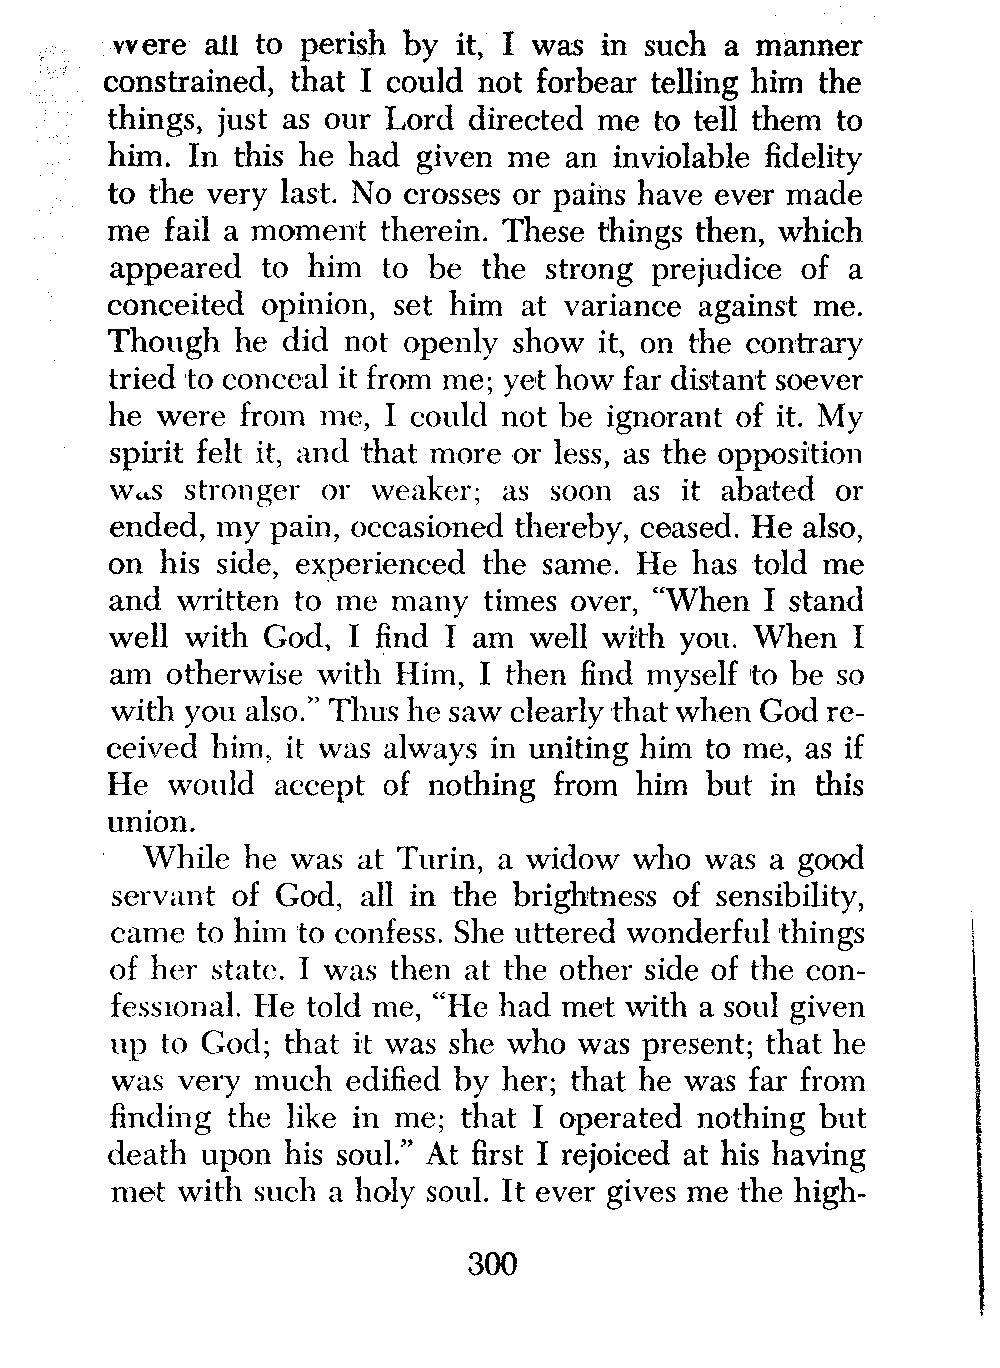 were all to perish by it, I was in such a manner
constrained, that I could not forbear telling him the
things, just as our Lord directed me to tell them to
him. In this he had given me an inviolable fidelity
to the very last. No crosses or pains have ever made
me fail a moment therein. These things then, which
appeared to him to be the strong prejudice of a
conceited opinion, set him at variance against me.
Though he did not openly show it, on the contrary
tried to conceal it from me; yet how far distant soever
he were from me, I could not be ignorant of it. My
spirit felt it, and that more or less, as the opposition
was stronger or weaker; as soon as it abated or
ended, my pain, occasioned thereby, ceased. He also,
on his side, experienced the same. He has told me
and written to me many times over, “When I stand
well with God, I find I am well with you. When I
am otherwise with Him, I then find myself to be so
with you also.” Thus he saw clearly that when God re-
ceived him, it was always in uniting him to me, as if
He would accept of nothing from him but in this
union.
While he was at Turin, a widow who was a good
servant of God, all in the brightness of sensibility,
came to him to confess. She uttered wonderful things
of her state. I was then at the other side of the con-
fessional. He told me, “He had met with a soul given
up to God; that it was she who was present; that he
was very much edified by her; that he was far from
finding the like in me; that I operated nothing but
death upon his soul.” At first I rejoiced at his having
met with such a holy soul. It ever gives me the high-
300